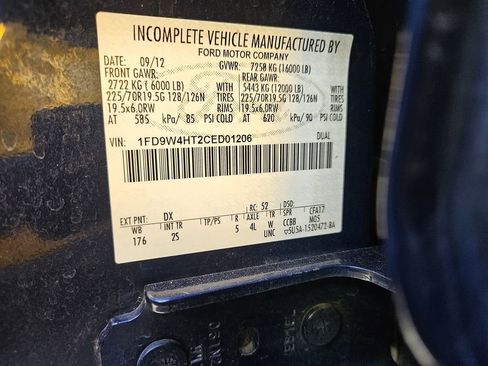 INCOMPLETE VEHICLE MANUFACTURED BY
FORD MOTOR COMPANY
DATE: 09/12 GVWR: 7258 KG (16000 LB)
FRONT GAWR: REAR GAWR:
2722 KG ( 6000 LB) WITH 5443 KG (12000 LB) WITH
225/70R19.5G 128/126N TIRES 225/70R19.5G 128/126N TIRES
19.5x6.0RW RIMS 19.5x6.0RW RIMS
AT 585 kPa/ 85 PSI COLD AT 620 kPa/ 90 PSI COLD
VIN: 1FD9W4HT2CED01206 DUAL
RC: 52 DSO:
EXT PNT: DX
WB INT TR TP/PS R AXLE TR SPR CFA17
176 2S 5 4L W CCBB MOS
UNC ▽5U5A-1520472-BA